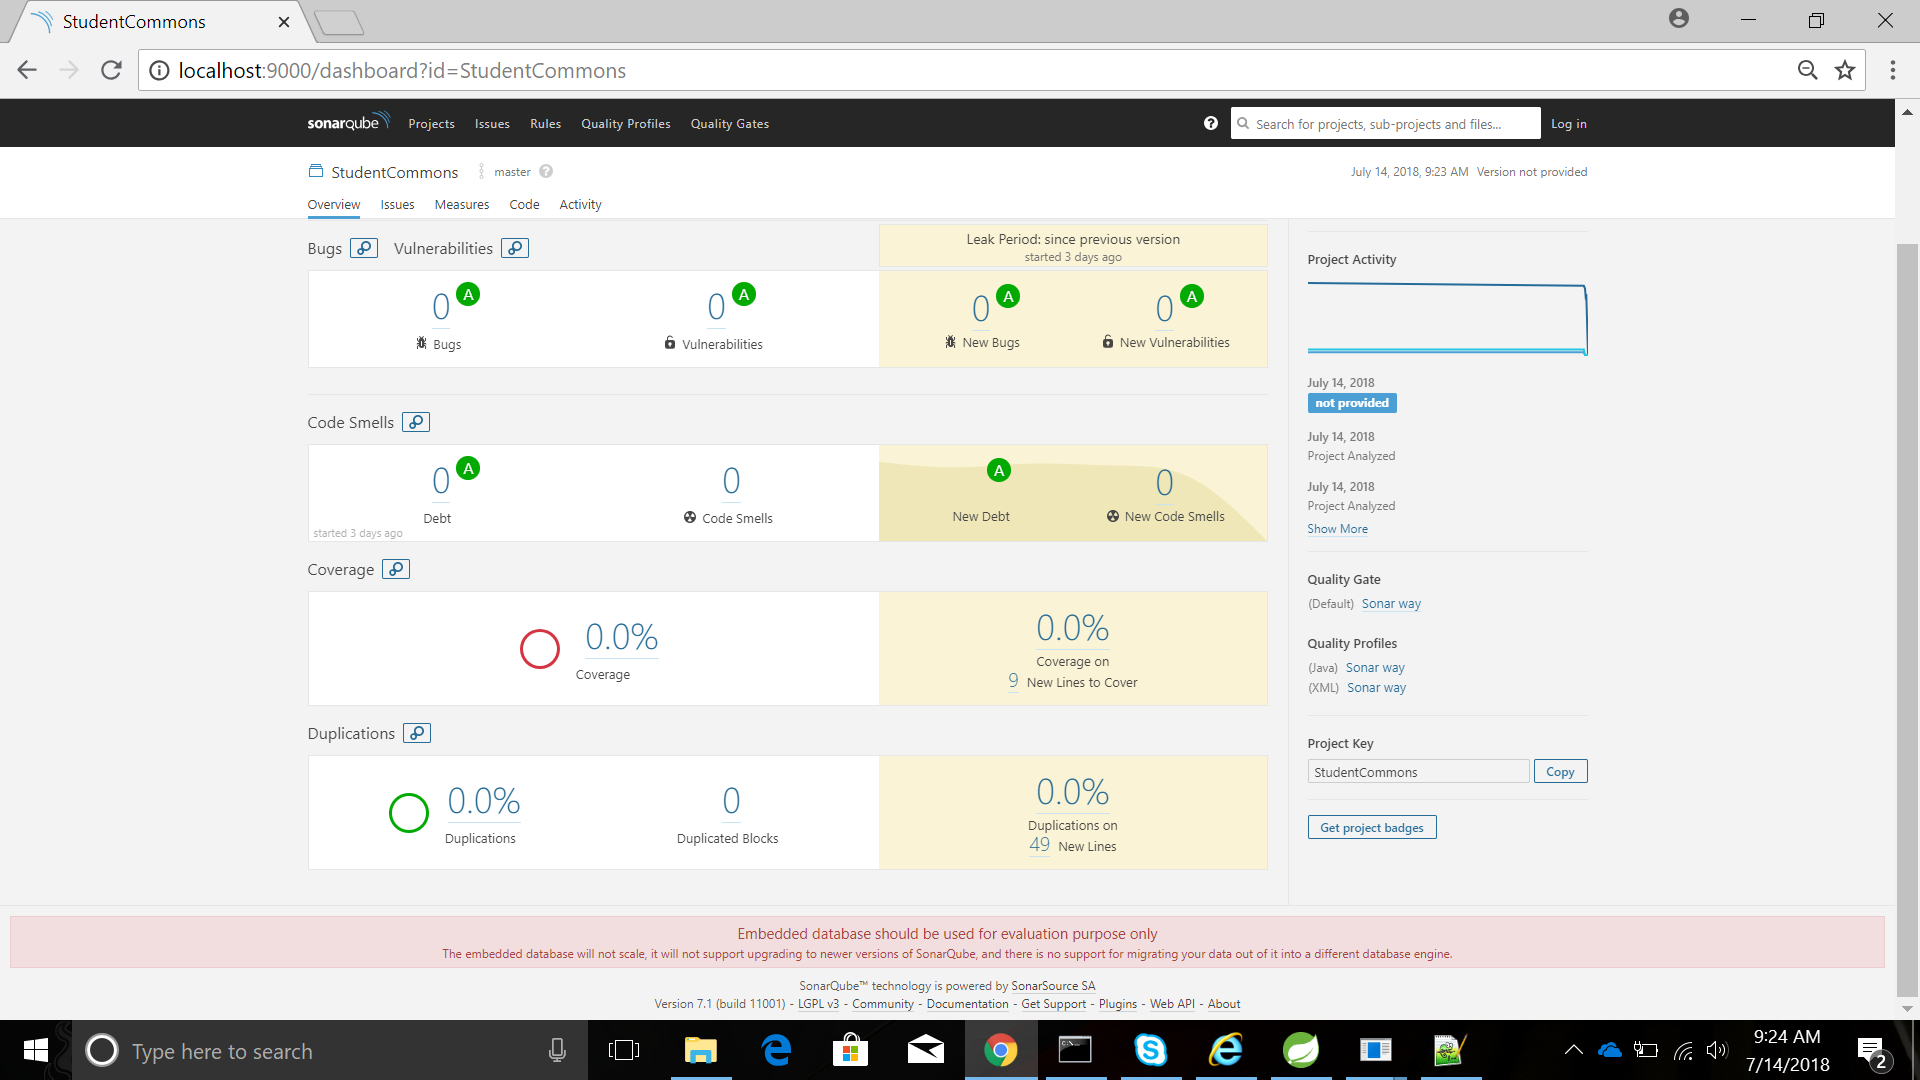 StudentCommons
localhost:9000/dashboard?id=StudentCommons
sonarqube Projects Issues Rules Quality Profiles Quality Gates Search for projects, sub-projects and files... Log in
StudentCommons master July 14, 2018, 9:23 AM Version not provided
Overview Issues Measures Code Activity
Bugs Vulnerabilities
Leak Period: since previous version
started 3 days ago
0 A 0 A 0 A 0 A
Bugs Vulnerabilities New Bugs New Vulnerabilities
Code Smells
0 A 0 A 0
Debt Code Smells New Debt New Code Smells
started 3 days ago
Coverage
0.0%
Coverage
0.0%
Coverage on
9 New Lines to Cover
Duplications
0.0% 0
Duplications Duplicated Blocks
0.0%
Duplications on
49 New Lines
Project Activity
July 14, 2018
not provided
July 14, 2018
Project Analyzed
July 14, 2018
Project Analyzed
Show More
Quality Gate
(Default) Sonar way
Quality Profiles
(Java) Sonar way
(XML) Sonar way
Project Key
StudentCommons Copy
Get project badges
Embedded database should be used for evaluation purpose only
The embedded database will not scale, it will not support upgrading to newer versions of SonarQube, and there is no support for migrating your data out of it into a different database engine.
SonarQube™ technology is powered by SonarSource SA
Version 7.1 (build 11001) - LGPL v3 - Community - Documentation - Get Support - Plugins - Web API - About
Type here to search
9:24 AM
7/14/2018
2